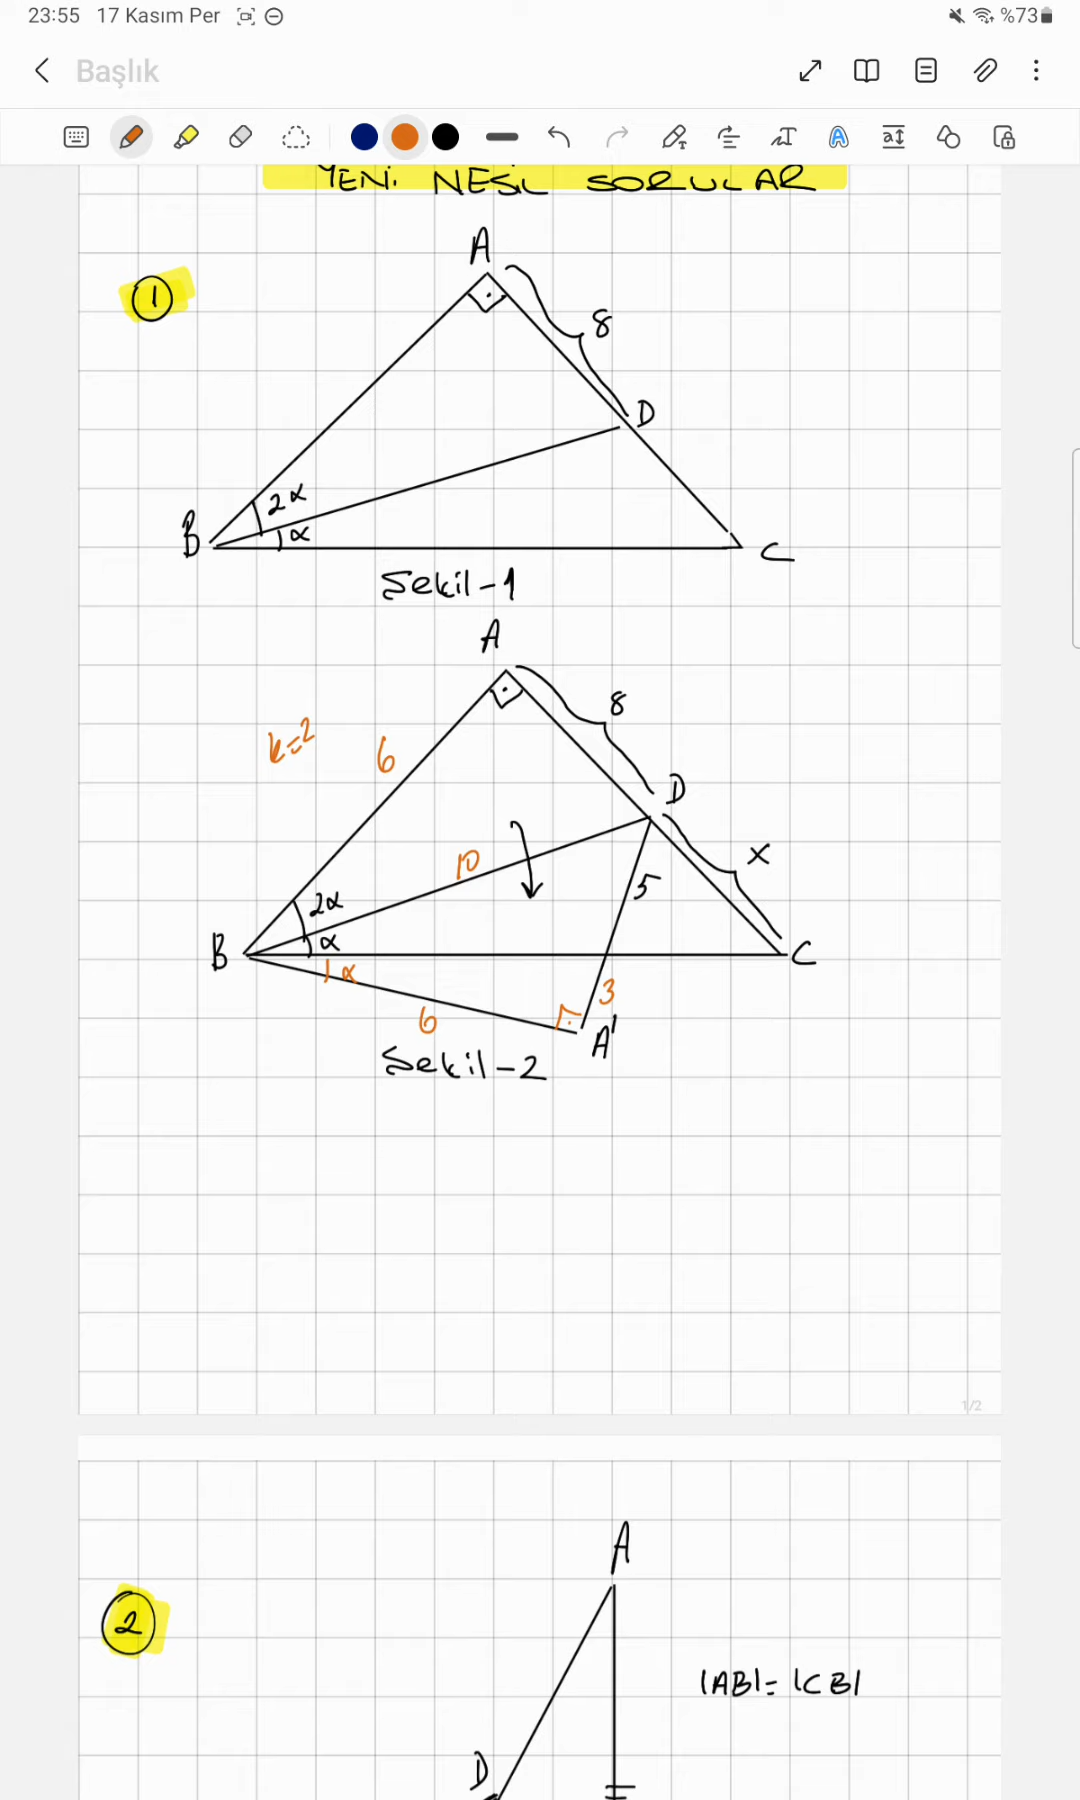 23:55 17 Kasım Per %73
Başlık
YENİ NESİL SORULAR
1
A
8
D
2α
α
B
C
Şekil-1
A
8
k=2
6
D
x
10
5
2α
α
B
C
α
3
6
A'
Şekil-2
1/2
A
2
|AB|=|CB|
D